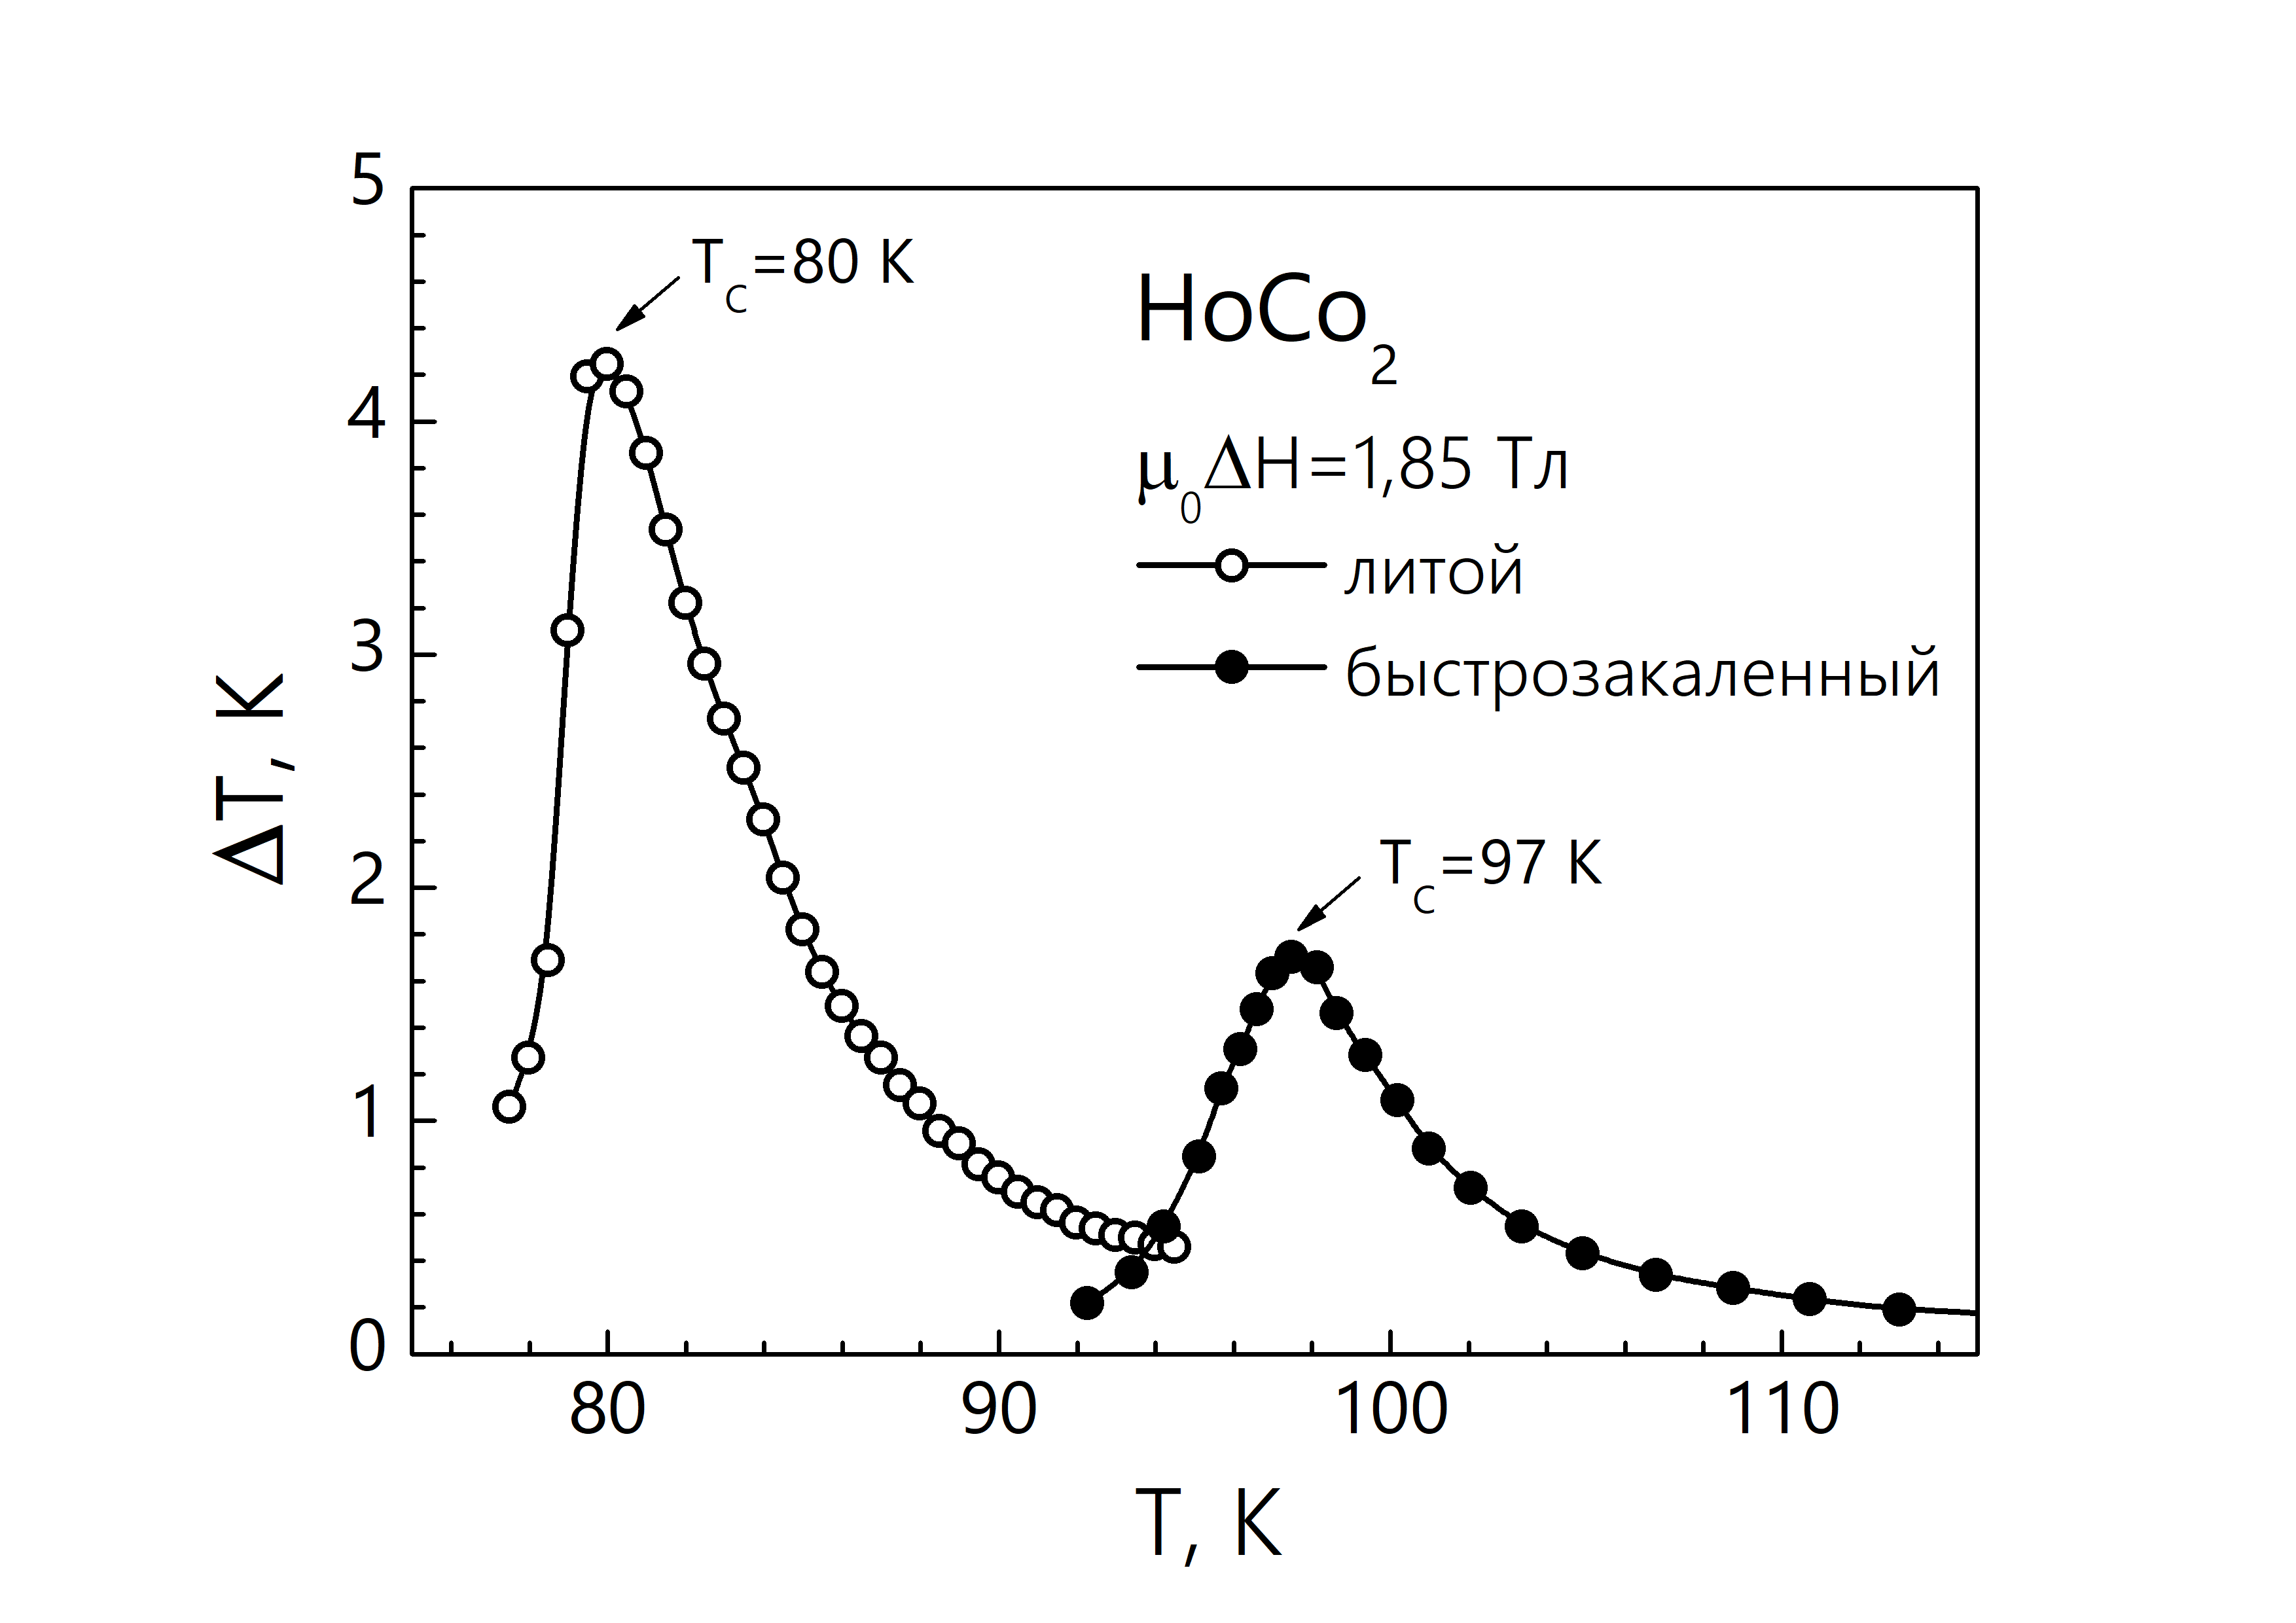 5
4
3
2
1
0
ΔT, K
T_C=80 K
HoCo_2
μ_0ΔH=1,85 Тл
литой
быстрозакаленный
T_C=97 K
80 90 100 110
T, K